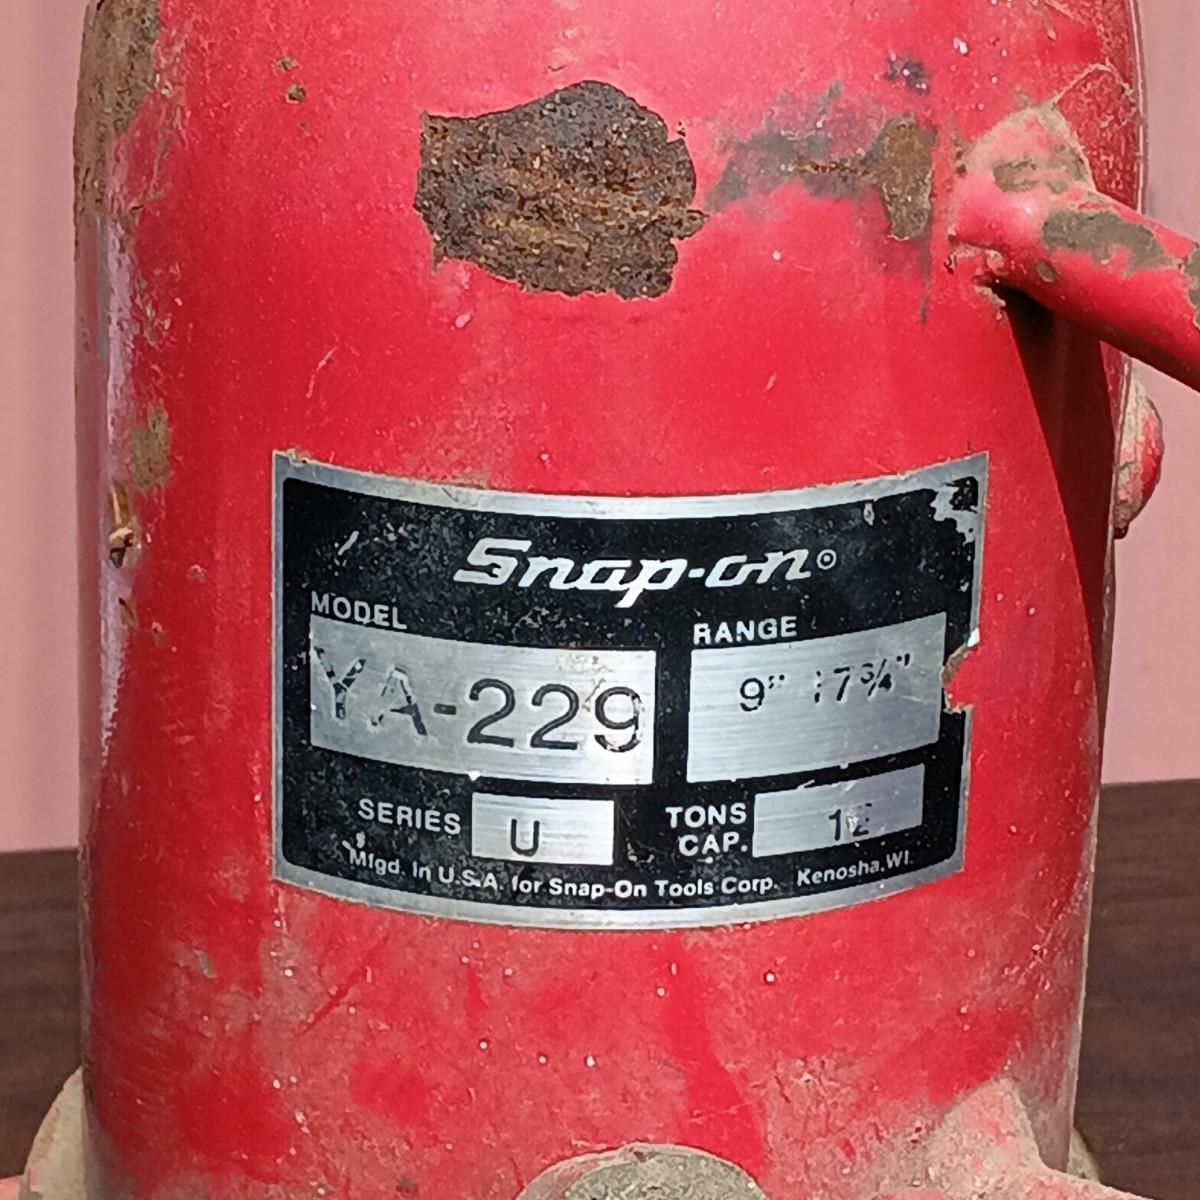 Snap-on®
MODEL RANGE
YA-229 9" 17¾"
SERIES U TONS CAP. 12
Mfgd. in U.S.A. for Snap-On Tools Corp. Kenosha, WI.